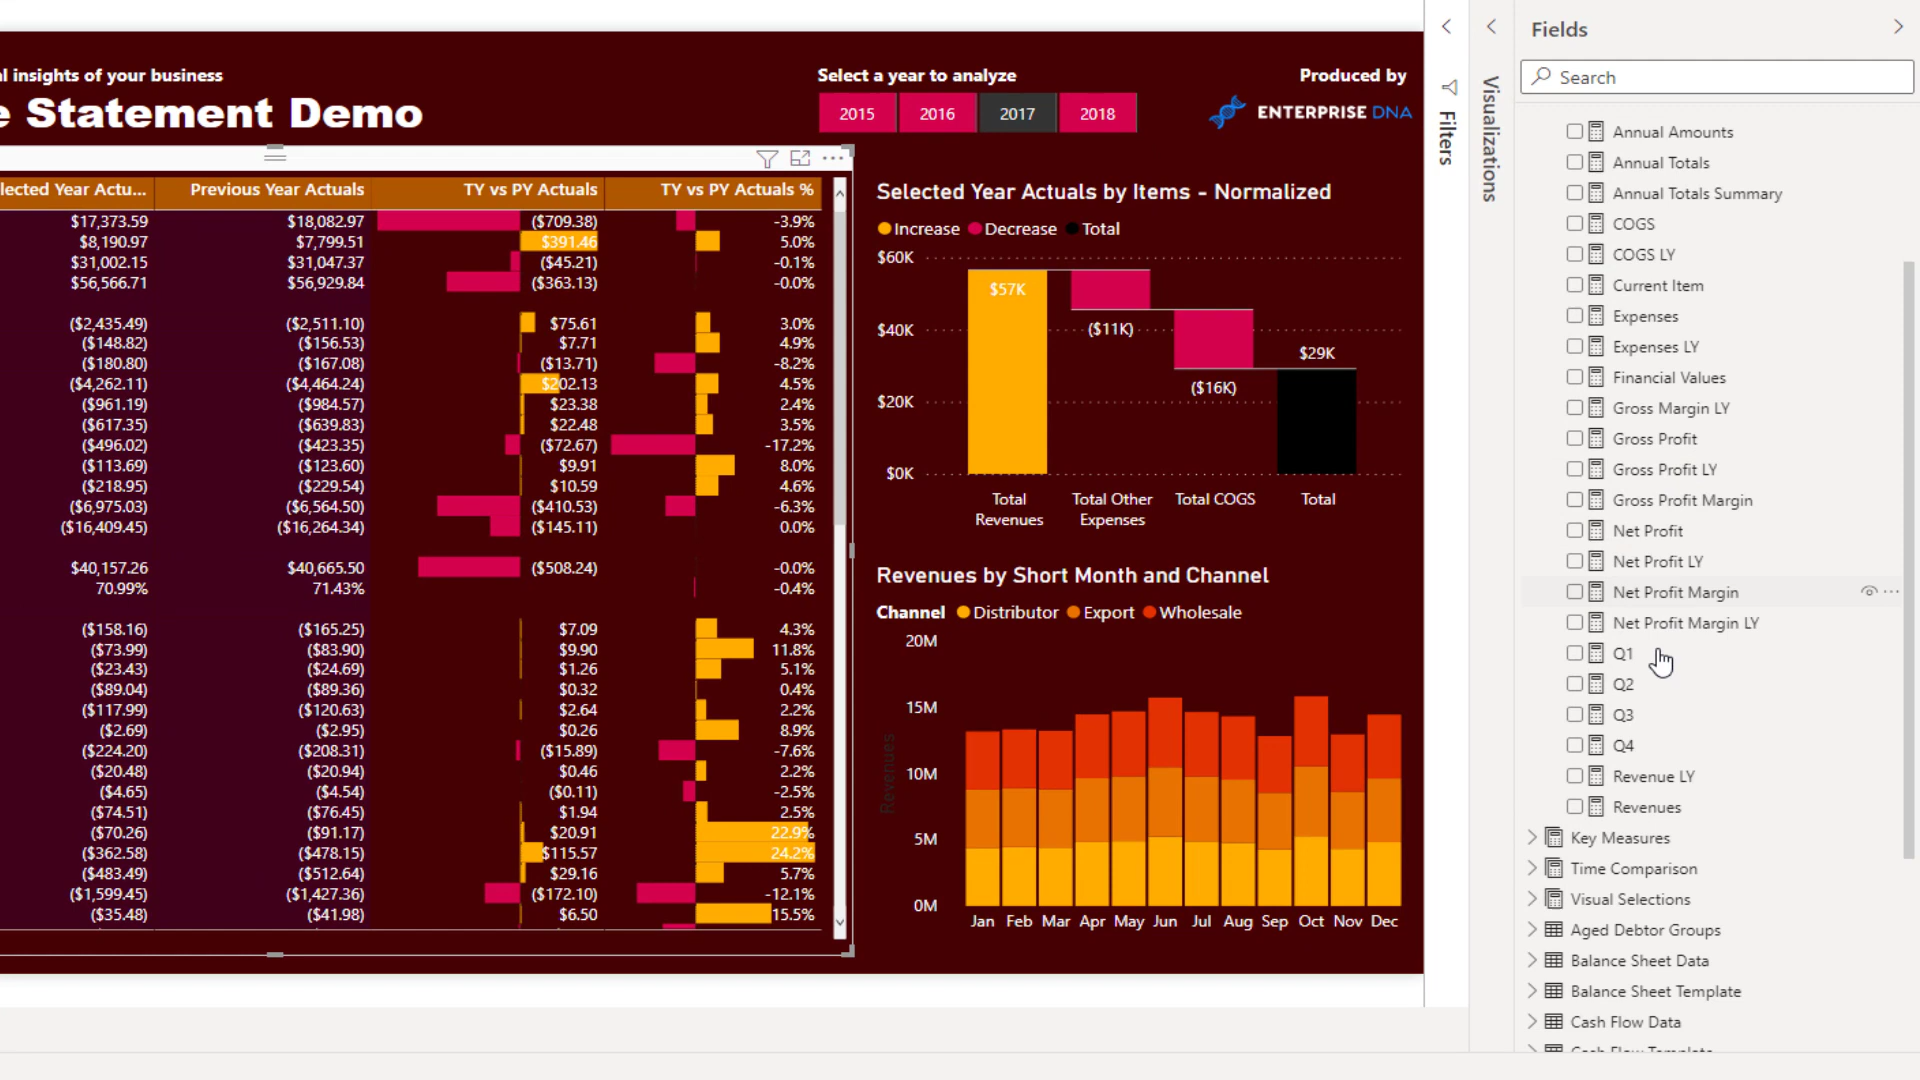 l insights of your business
e Statement Demo
Select a year to analyze
2015 2016 2017 2018
Produced by
ENTERPRISE DNA
lected Year Actu... Previous Year Actuals TY vs PY Actuals TY vs PY Actuals %
$17,373.59 $18,082.97 ($709.38) -3.9%
$8,190.97 $7,799.51 $391.46 5.0%
$31,002.15 $31,047.37 ($45.21) -0.1%
$56,566.71 $56,929.84 ($363.13) -0.0%
($2,435.49) ($2,511.10) $75.61 3.0%
($148.82) ($156.53) $7.71 4.9%
($180.80) ($167.08) ($13.71) -8.2%
($4,262.11) ($4,464.24) $202.13 4.5%
($961.19) ($984.57) $23.38 2.4%
($617.35) ($639.83) $22.48 3.5%
($496.02) ($423.35) ($72.67) -17.2%
($113.69) ($123.60) $9.91 8.0%
($218.95) ($229.54) $10.59 4.6%
($6,975.03) ($6,564.50) ($410.53) -6.3%
($16,409.45) ($16,264.34) ($145.11) 0.0%
$40,157.26 $40,665.50 ($508.24) -0.0%
70.99% 71.43% -0.4%
($158.16) ($165.25) $7.09 4.3%
($73.99) ($83.90) $9.90 11.8%
($23.43) ($24.69) $1.26 5.1%
($89.04) ($89.36) $0.32 0.4%
($117.99) ($120.63) $2.64 2.2%
($2.69) ($2.95) $0.26 8.9%
($224.20) ($208.31) ($15.89) -7.6%
($20.48) ($20.94) $0.46 2.2%
($4.65) ($4.54) ($0.11) -2.5%
($74.51) ($76.45) $1.94 2.5%
($70.26) ($91.17) $20.91 22.9%
($362.58) ($478.15) $115.57 24.2%
($483.49) ($512.64) $29.16 5.7%
($1,599.45) ($1,427.36) ($172.10) -12.1%
($35.48) ($41.98) $6.50 15.5%
Selected Year Actuals by Items - Normalized
Increase Decrease Total
$60K
$40K
$20K
$0K
$57K
($11K)
($16K)
$29K
Total Revenues
Total Other Expenses
Total COGS
Total
Revenues by Short Month and Channel
Channel Distributor Export Wholesale
20M
15M
10M
5M
0M
Revenues
Jan Feb Mar Apr May Jun Jul Aug Sep Oct Nov Dec
Filters
Visualizations
Fields
Search
Annual Amounts
Annual Totals
Annual Totals Summary
COGS
COGS LY
Current Item
Expenses
Expenses LY
Financial Values
Gross Margin LY
Gross Profit
Gross Profit LY
Gross Profit Margin
Net Profit
Net Profit LY
Net Profit Margin
Net Profit Margin LY
Q1
Q2
Q3
Q4
Revenue LY
Revenues
Key Measures
Time Comparison
Visual Selections
Aged Debtor Groups
Balance Sheet Data
Balance Sheet Template
Cash Flow Data
Cash Flow Template